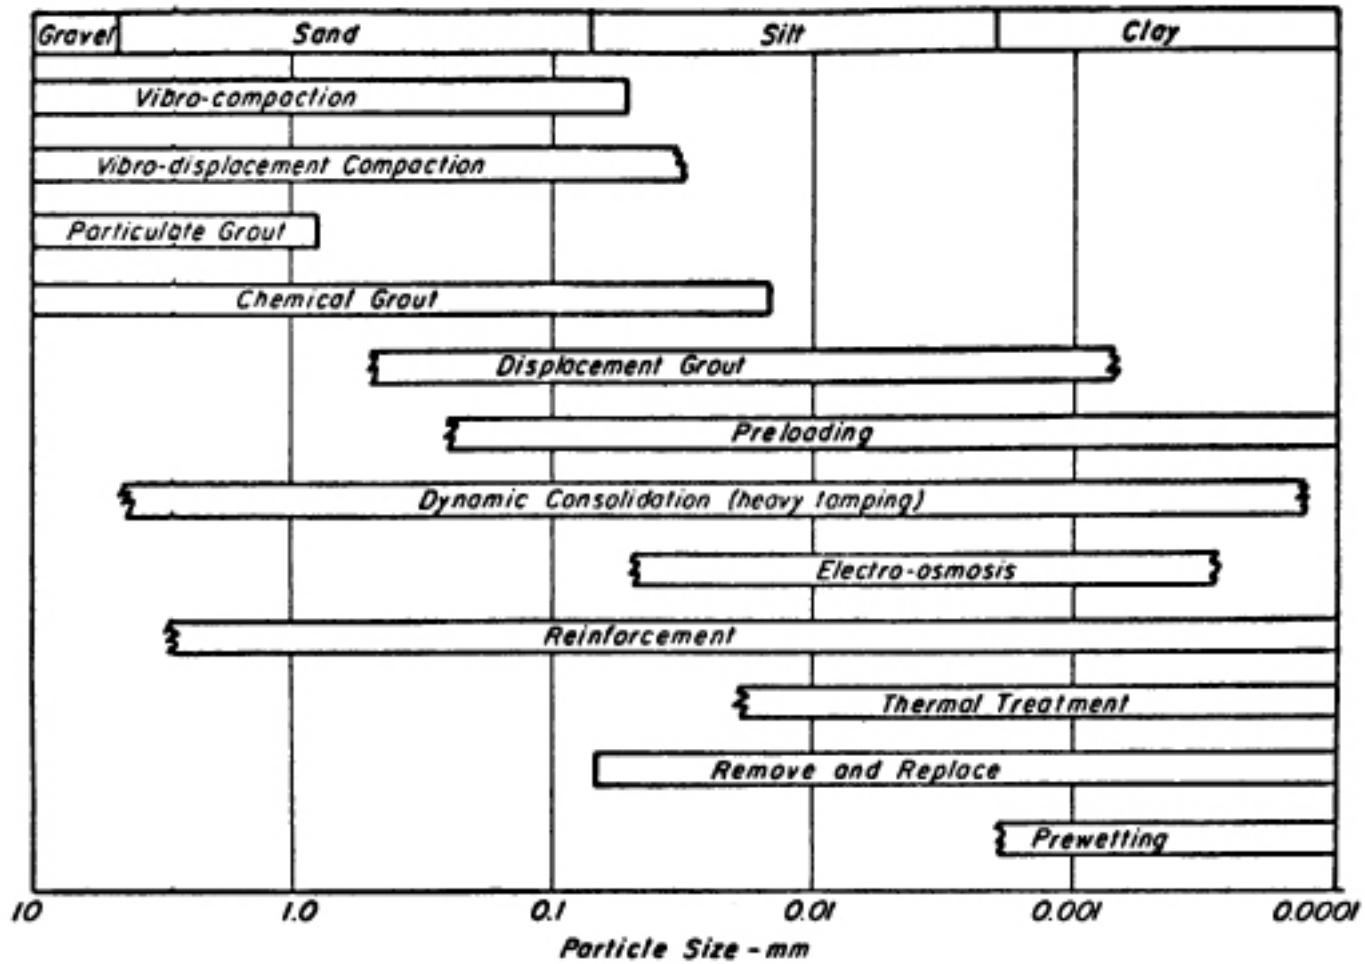 Gravel Sand Silt Clay
Vibro-compaction
Vibro-displacement Compaction
Particulate Grout
Chemical Grout
Displacement Grout
Preloading
Dynamic Consolidation (heavy tamping)
Electro-osmosis
Reinforcement
Thermal Treatment
Remove and Replace
Prewetting
10 1.0 0.1 0.01 0.001 0.0001
Particle Size - mm